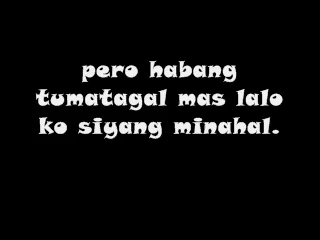 pero habang
tumatagal mas lalo
ko siyang minahal.